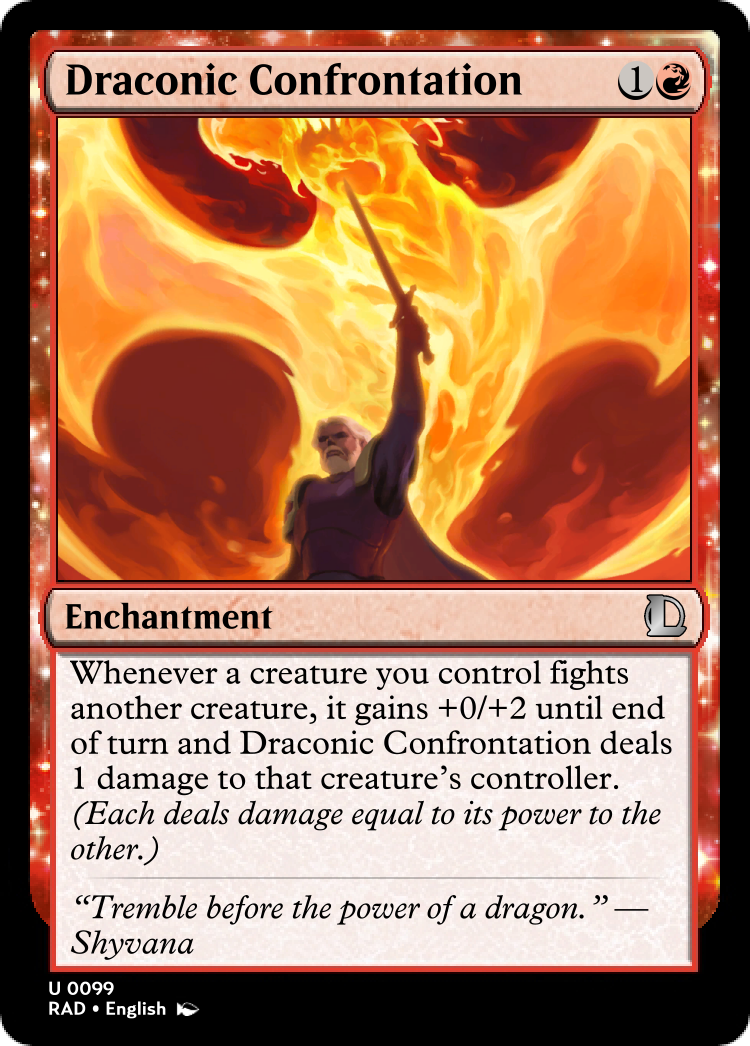 Draconic Confrontation 1
Enchantment
Whenever a creature you control fights
another creature, it gains +0/+2 until end
of turn and Draconic Confrontation deals
1 damage to that creature’s controller.
(Each deals damage equal to its power to the
other.)
“Tremble before the power of a dragon.” —
Shyvana
U 0099
RAD • English